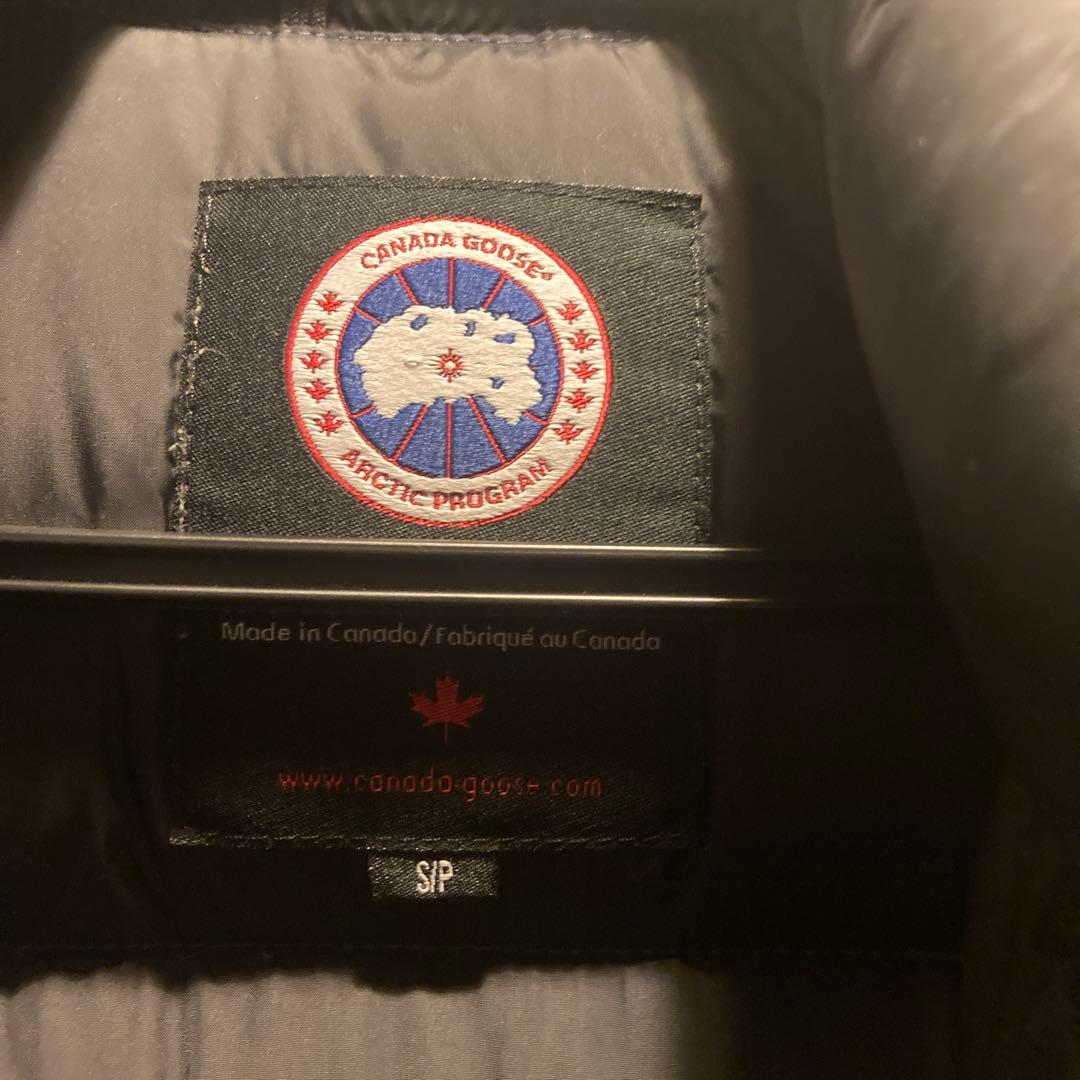 CANADA GOOSE®
ARCTIC PROGRAM
Made in Canada/Fabriqué au Canada
www.canada-goose.com
S/P